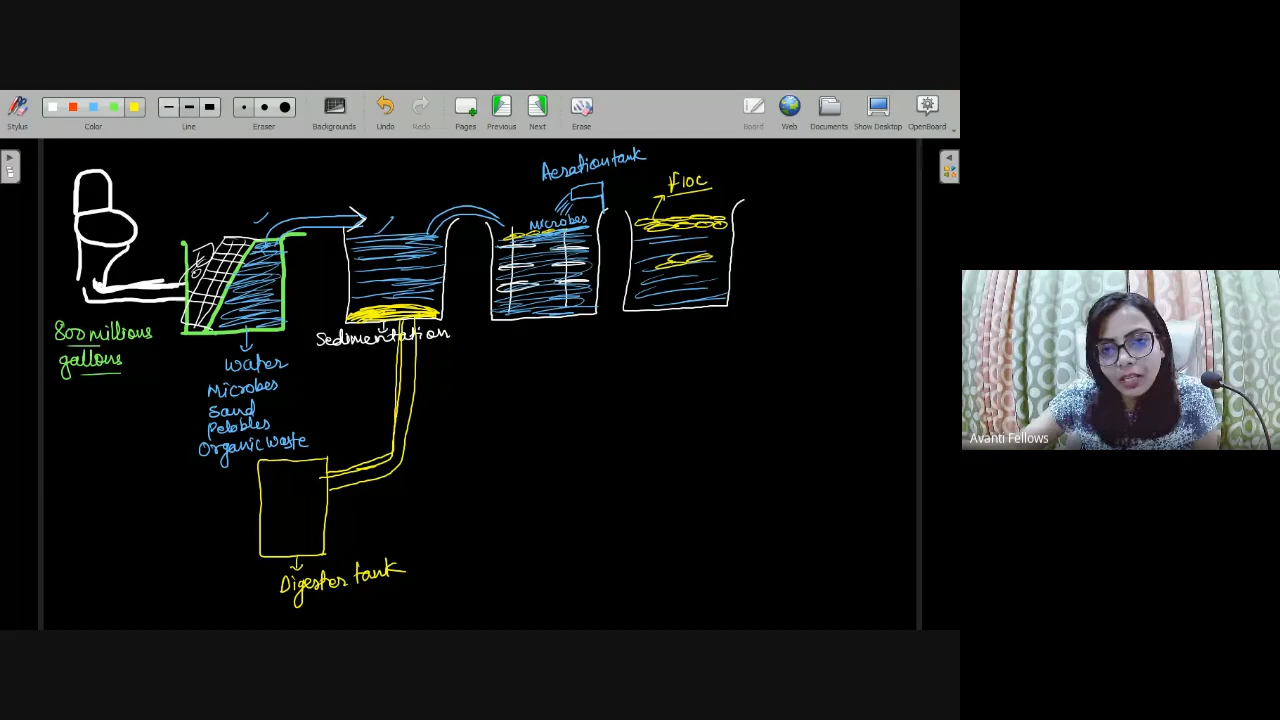 Stylus
Color
Line
Eraser
Backgrounds
Undo
Redo
Pages
Previous
Next
Erase
Board
Web
Documents
Show Desktop
OpenBoard
Aeration tank
Floc
Microbes
800 millions
gallons
Sedimentation
Water
Microbes
Sand
Pebbles
Organic waste
Digester tank
Avanti Fellows